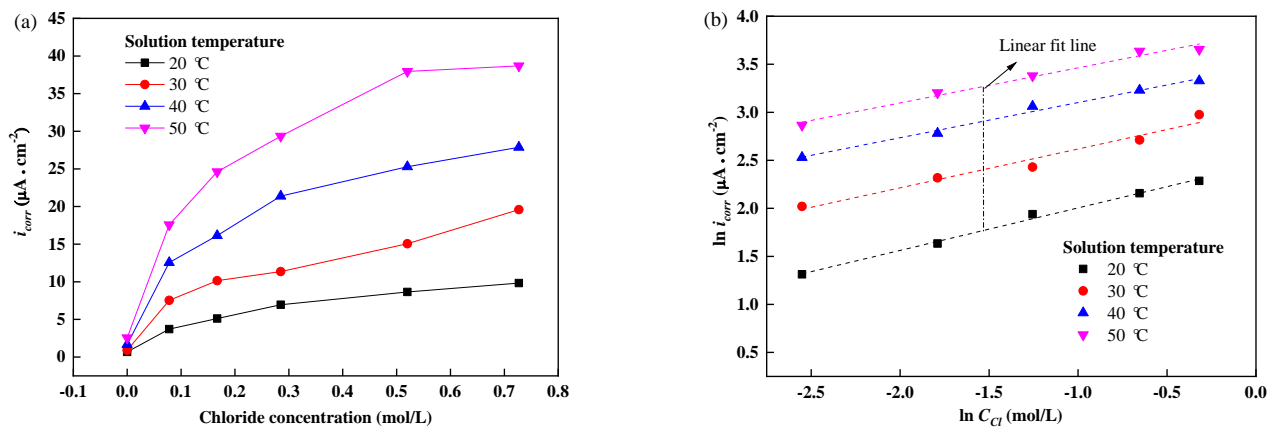 (a)
45
40
35
30
25
20
15
10
5
0
i_corr (μA・cm⁻²)
Solution temperature
20 ℃
30 ℃
40 ℃
50 ℃
-0.1 0.0 0.1 0.2 0.3 0.4 0.5 0.6 0.7 0.8
Chloride concentration (mol/L)
(b)
4.0
3.5
3.0
2.5
2.0
1.5
1.0
0.5
ln i_corr (μA・cm⁻²)
Linear fit line
Solution temperature
20 ℃
30 ℃
40 ℃
50 ℃
-2.5 -2.0 -1.5 -1.0 -0.5 0.0
ln C_Cl (mol/L)